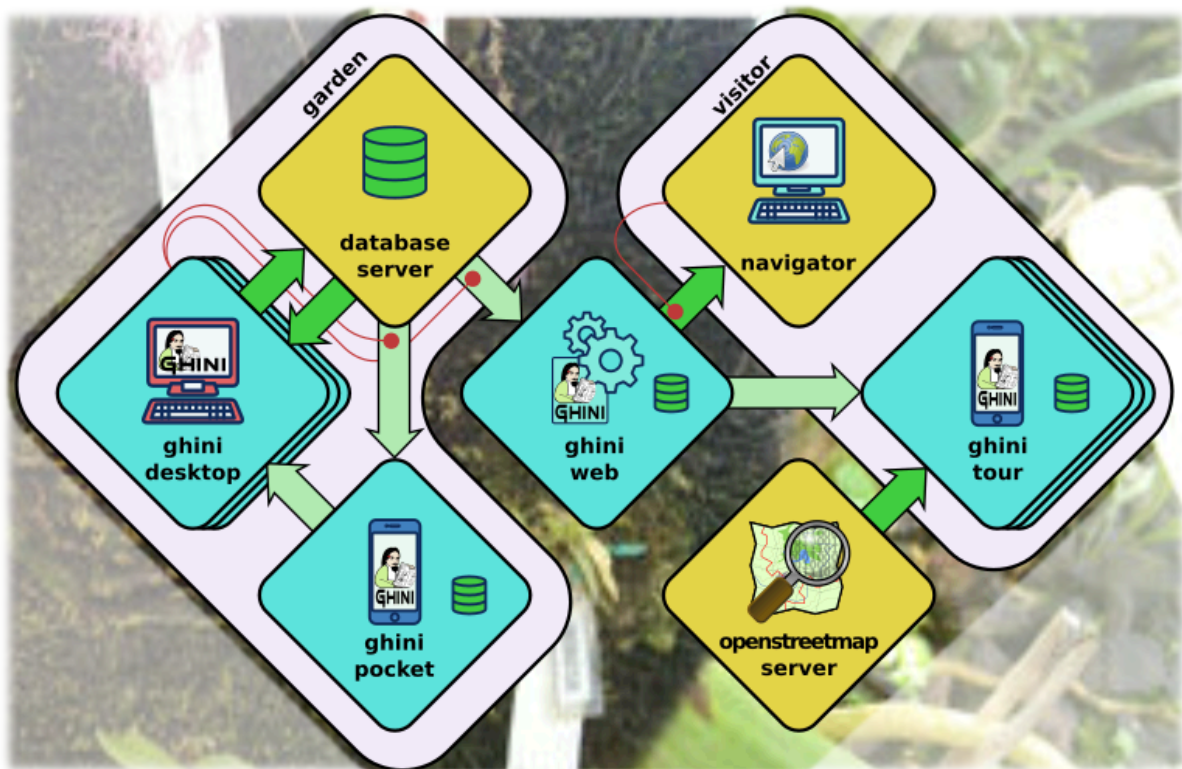 garden
visitor
database
server
navigator
GHINI
ghini
desktop
GHINI
ghini
web
GHINI
ghini
tour
GHINI
ghini
pocket
openstreetmap
server